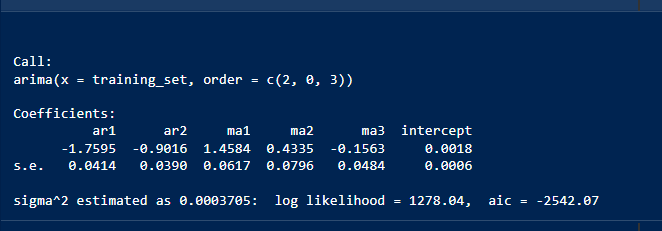 Call:
arima(x = training_set, order = c(2, 0, 3))
Coefficients:
ar1 ar2 ma1 ma2 ma3 intercept
-1.7595 -0.9016 1.4584 0.4335 -0.1563 0.0018
s.e. 0.0414 0.0390 0.0617 0.0796 0.0484 0.0006
sigma^2 estimated as 0.0003705: log likelihood = 1278.04, aic = -2542.07